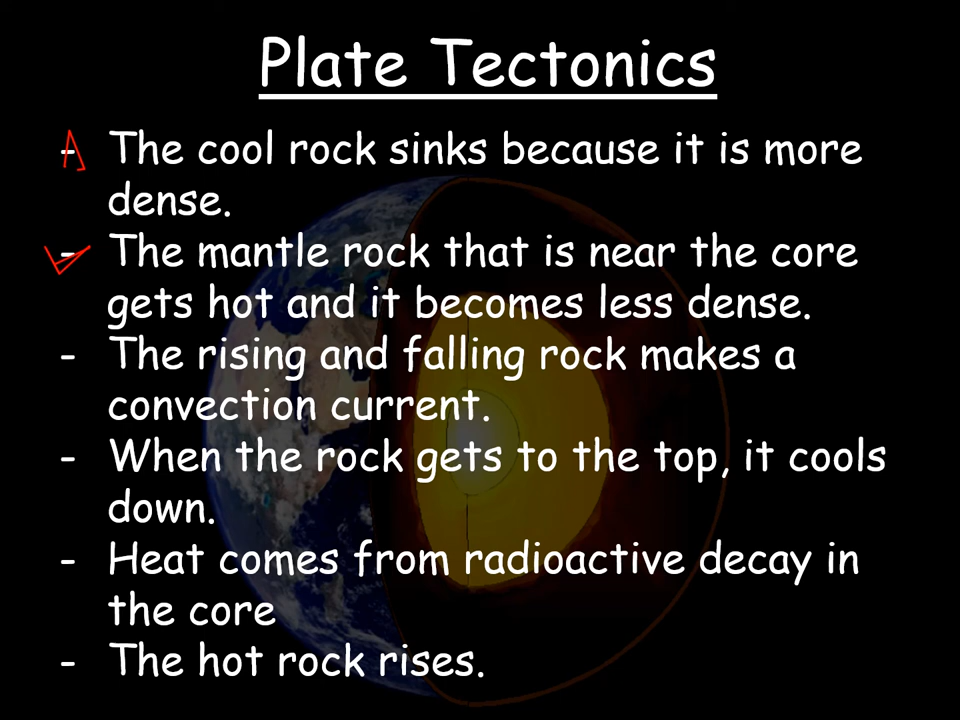 Plate Tectonics
- The cool rock sinks because it is more
dense.
- The mantle rock that is near the core
gets hot and it becomes less dense.
- The rising and falling rock makes a
convection current.
- When the rock gets to the top, it cools
down.
- Heat comes from radioactive decay in
the core
- The hot rock rises.